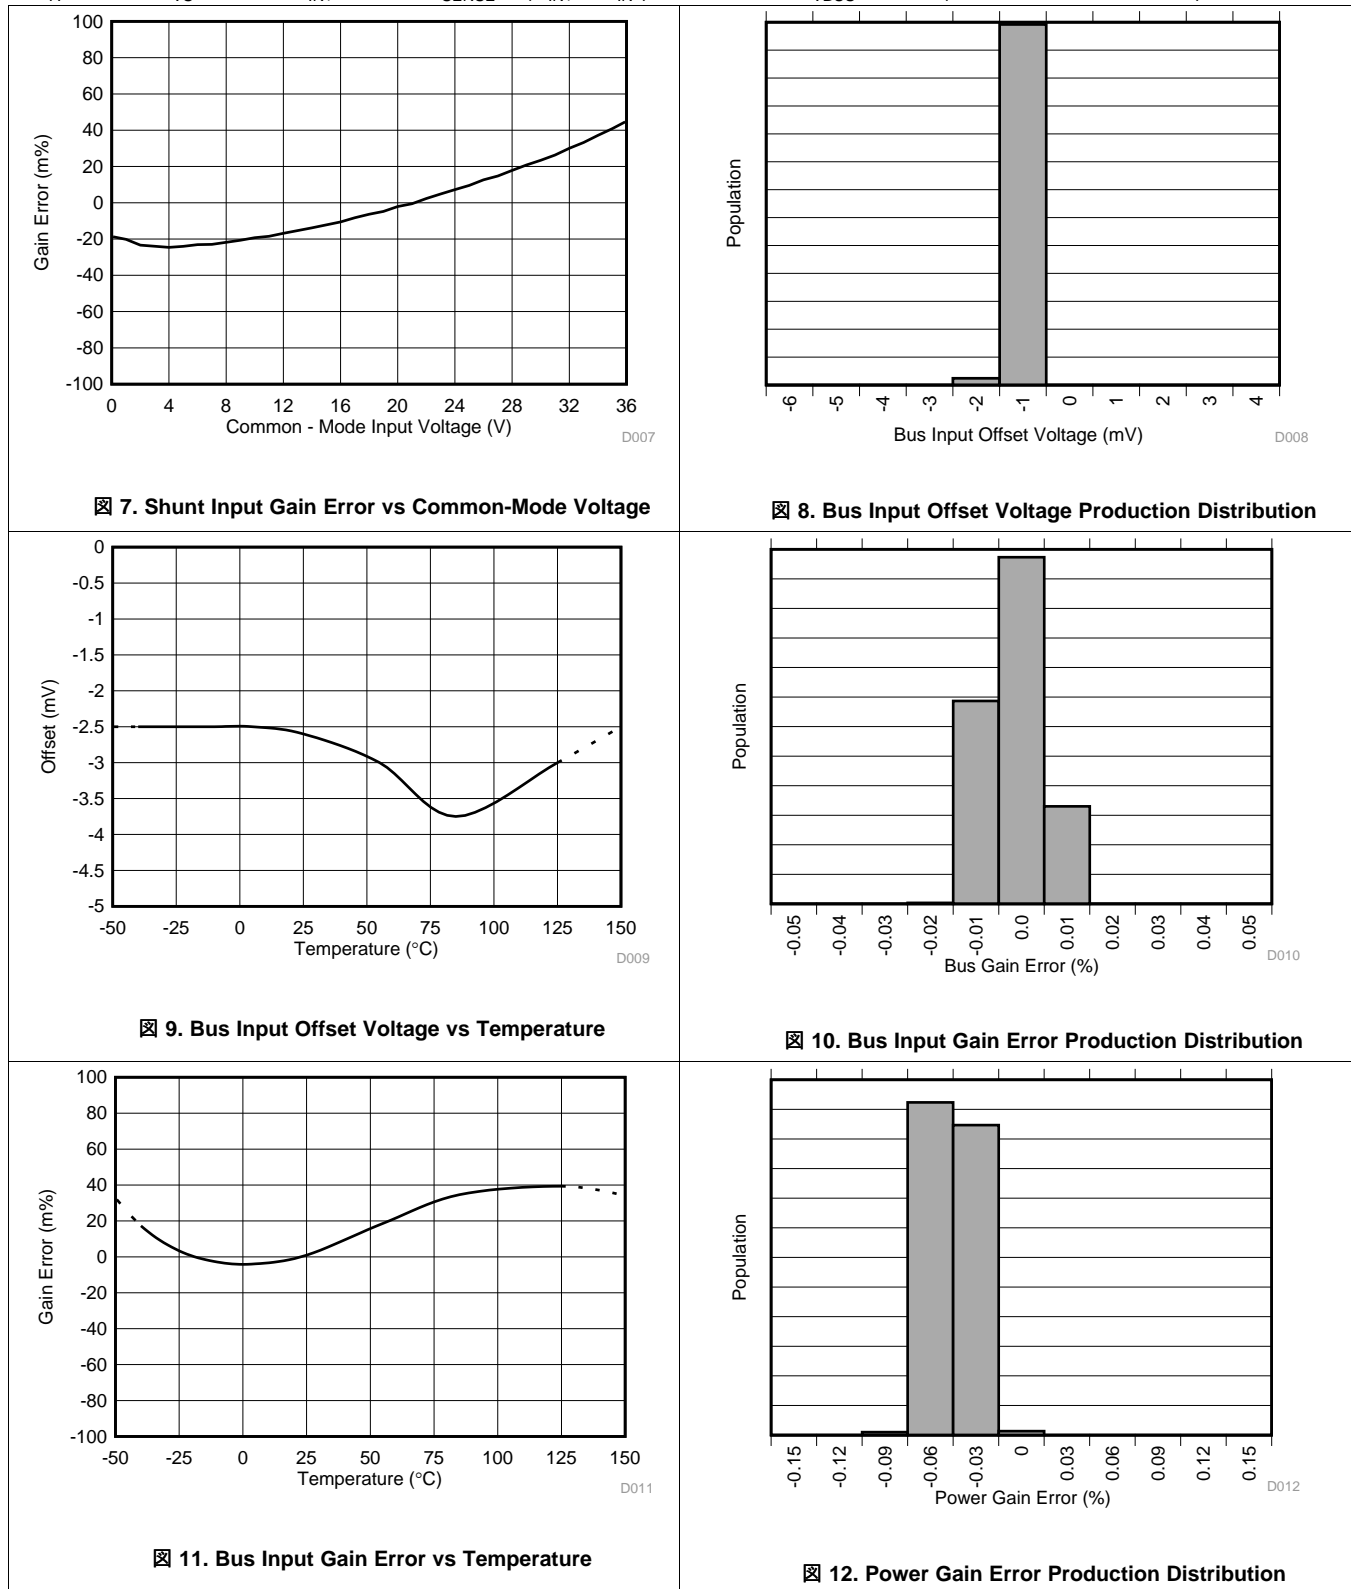 100
80
60
40
20
0
-20
-40
-60
-80
-100
Gain Error (m%)
0 4 8 12 16 20 24 28 32 36
Common - Mode Input Voltage (V)
D007
図 7. Shunt Input Gain Error vs Common-Mode Voltage
Population
-6 -5 -4 -3 -2 -1 0 1 2 3 4
Bus Input Offset Voltage (mV)
D008
図 8. Bus Input Offset Voltage Production Distribution
0
-0.5
-1
-1.5
-2
-2.5
-3
-3.5
-4
-4.5
-5
Offset (mV)
-50 -25 0 25 50 75 100 125 150
Temperature (°C)
D009
図 9. Bus Input Offset Voltage vs Temperature
Population
-0.05 -0.04 -0.03 -0.02 -0.01 0.0 0.01 0.02 0.03 0.04 0.05
Bus Gain Error (%)
D010
図 10. Bus Input Gain Error Production Distribution
100
80
60
40
20
0
-20
-40
-60
-80
-100
Gain Error (m%)
-50 -25 0 25 50 75 100 125 150
Temperature (°C)
D011
図 11. Bus Input Gain Error vs Temperature
Population
-0.15 -0.12 -0.09 -0.06 -0.03 0 0.03 0.06 0.09 0.12 0.15
Power Gain Error (%)
D012
図 12. Power Gain Error Production Distribution